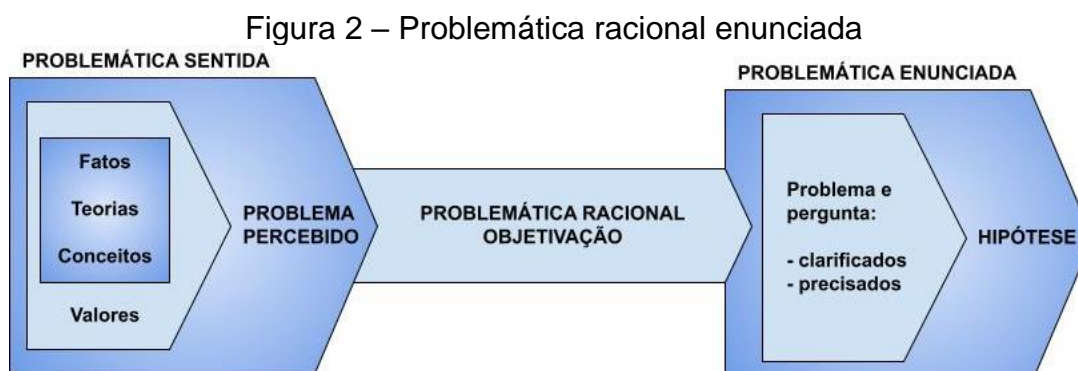 Figura 2 – Problemática racional enunciada
PROBLEMÁTICA SENTIDA
Fatos
Teorias
Conceitos
Valores
PROBLEMA
PERCEBIDO
PROBLEMÁTICA RACIONAL
OBJETIVAÇÃO
PROBLEMÁTICA ENUNCIADA
Problema e
pergunta:
- clarificados
- precisados
HIPÓTESE